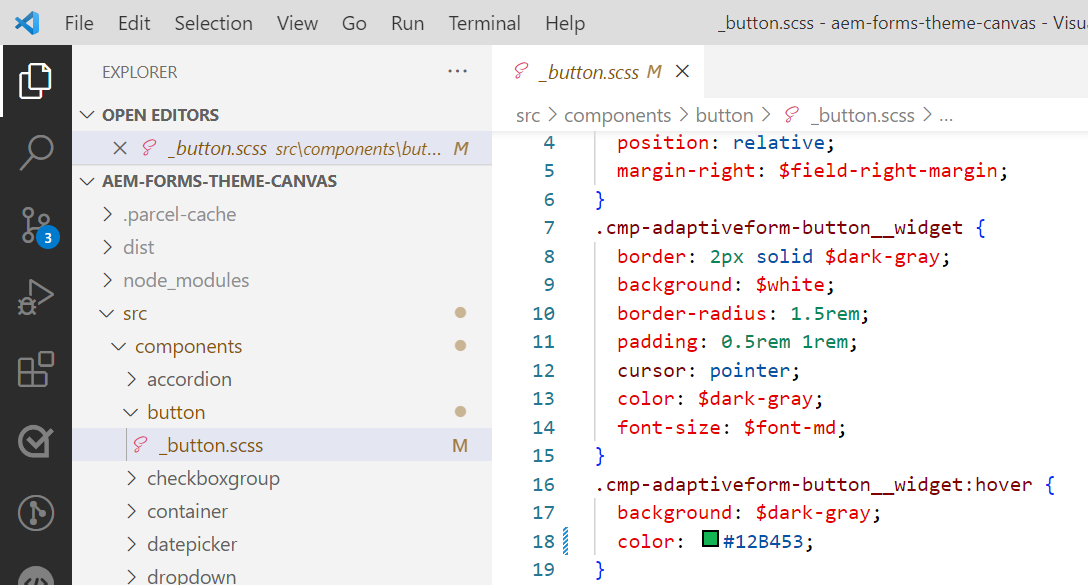 File Edit Selection View Go Run Terminal Help _button.scss - aem-forms-theme-canvas - Visu
EXPLORER ...
OPEN EDITORS
_button.scss src\components\but... M
AEM-FORMS-THEME-CANVAS
.parcel-cache
dist
node_modules
src
components
accordion
button
_button.scss M
checkboxgroup
container
datepicker
dropdown
3
_button.scss M
src > components > button > _button.scss > ...
4 position: relative;
5 margin-right: $field-right-margin;
6 }
7 .cmp-adaptiveform-button__widget {
8 border: 2px solid $dark-gray;
9 background: $white;
10 border-radius: 1.5rem;
11 padding: 0.5rem 1rem;
12 cursor: pointer;
13 color: $dark-gray;
14 font-size: $font-md;
15 }
16 .cmp-adaptiveform-button__widget:hover {
17 background: $dark-gray;
18 color: #12B453;
19 }